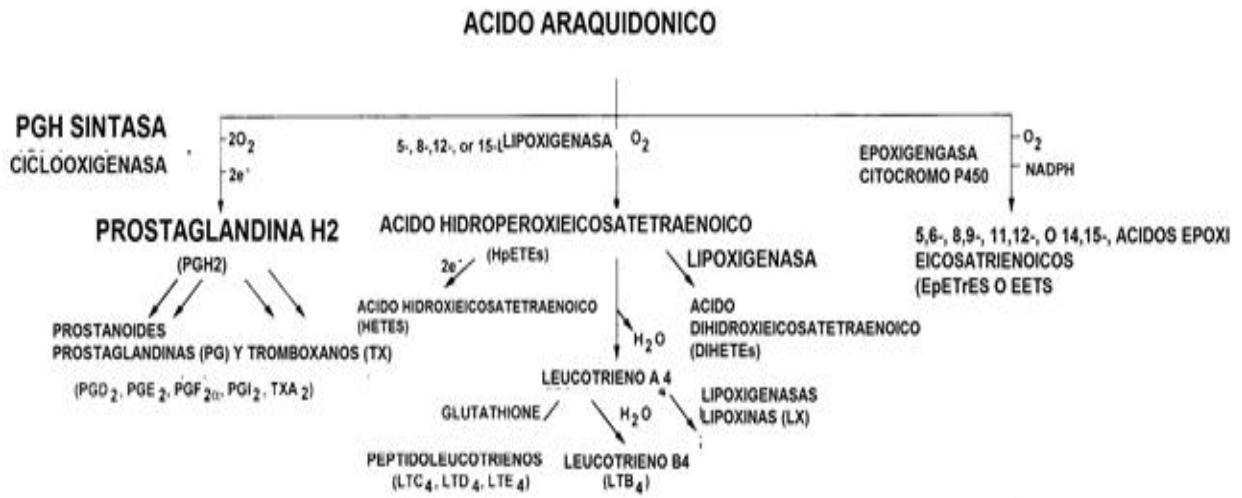 ACIDO ARAQUIDONICO
PGH SINTASA
CICLOOXIGENASA
2O2
2e-
5-, 8-,12-, or 15-L LIPOXIGENASA
O2
EPOXIGENGASA
CITOCROMO P450
O2
NADPH
PROSTAGLANDINA H2
(PGH2)
PROSTANOIDES
PROSTAGLANDINAS (PG) Y TROMBOXANOS (TX)
(PGD2, PGE2, PGF2α, PGI2, TXA2)
ACIDO HIDROPEROXIEICOSATETRAENOICO
(HpETEs)
2e-
LIPOXIGENASA
ACIDO HIDROXIEICOSATETRAENOICO
(HETES)
H2O
ACIDO
DIHIDROXIEICOSATETRAENOICO
(DIHETEs)
LEUCOTRIENO A4
GLUTATHIONE
H2O
LIPOXIGENASAS
LIPOXINAS (LX)
PEPTIDOLEUCOTRIENOS
(LTC4, LTD4, LTE4)
LEUCOTRIENO B4
(LTB4)
5,6-, 8,9-, 11,12-, O 14,15-, ACIDOS EPOXI
EICOSATRIENOICOS
(EpETrES O EETS